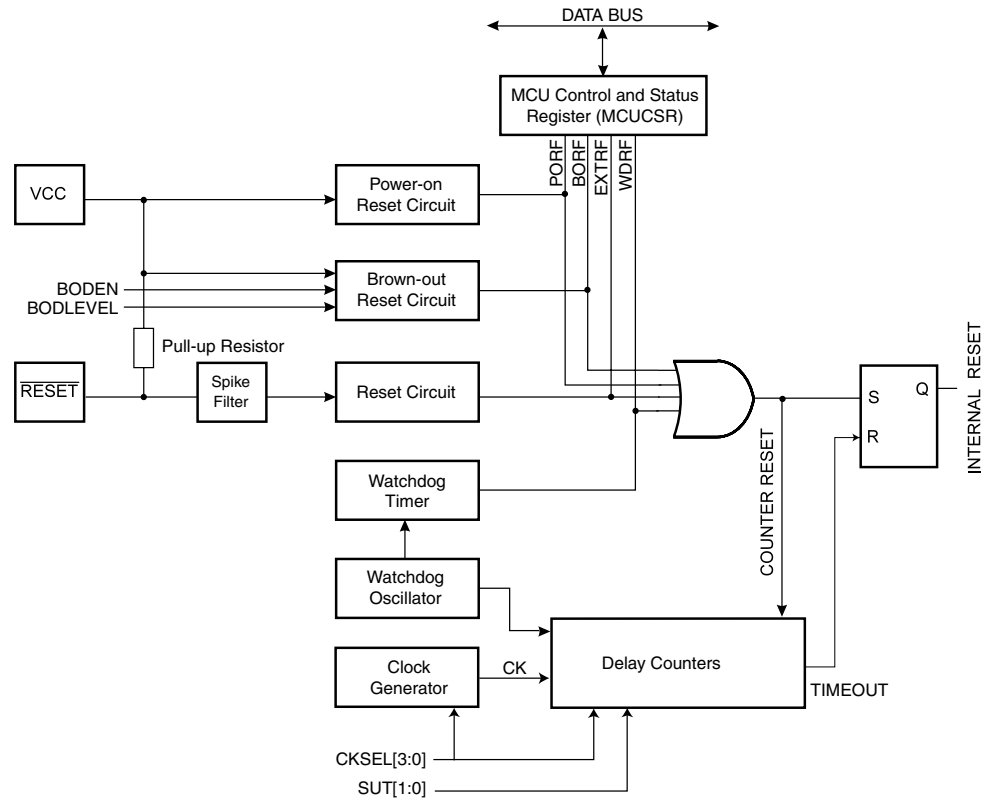 DATA BUS
MCU Control and Status
Register (MCUCSR)
PORF
BORF
EXTRF
WDRF
VCC
Power-on
Reset Circuit
BODEN
BODLEVEL
Brown-out
Reset Circuit
Pull-up Resistor
RESET
Spike
Filter
Reset Circuit
S
Q
R
INTERNAL RESET
COUNTER RESET
Watchdog
Timer
Watchdog
Oscillator
Clock
Generator
CK
Delay Counters
TIMEOUT
CKSEL[3:0]
SUT[1:0]